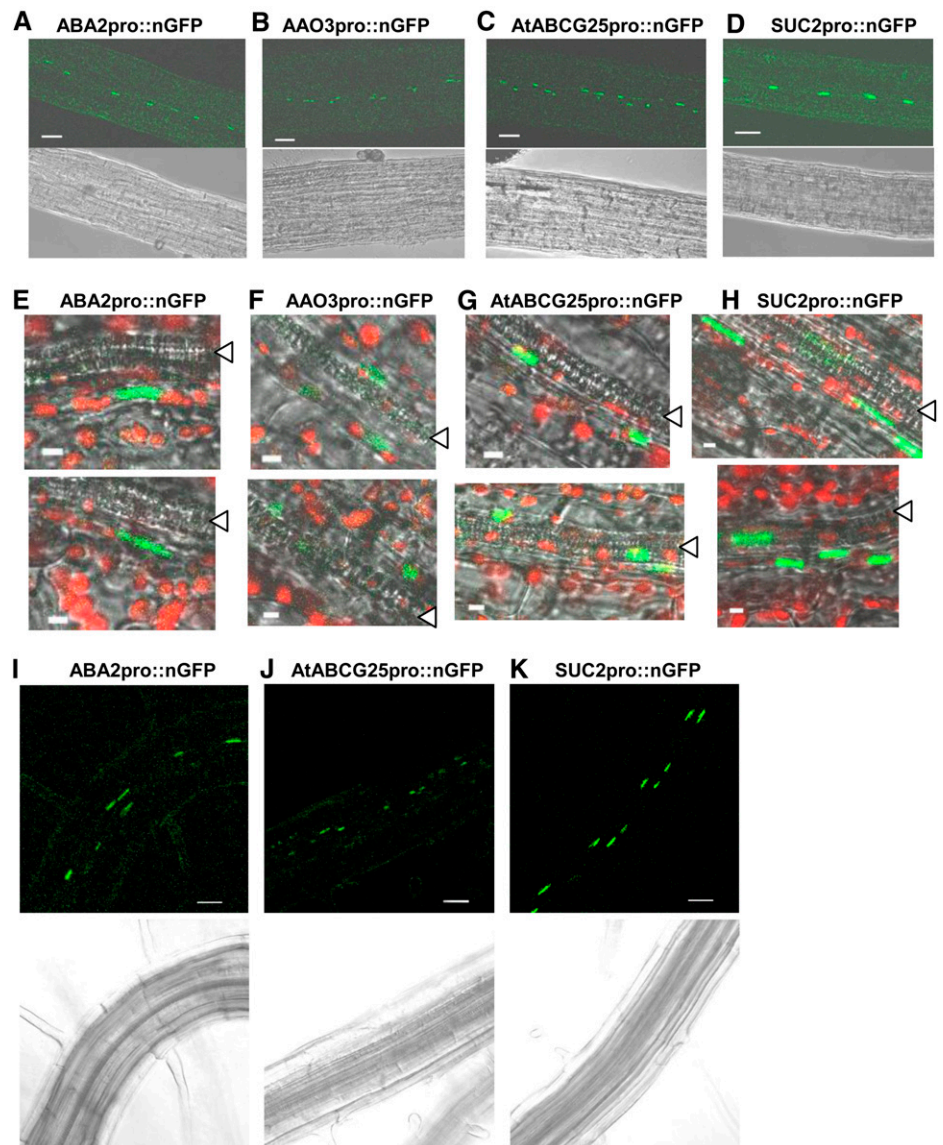 A ABA2pro::nGFP
B AAO3pro::nGFP
C AtABCG25pro::nGFP
D SUC2pro::nGFP
E ABA2pro::nGFP
F AAO3pro::nGFP
G AtABCG25pro::nGFP
H SUC2pro::nGFP
I ABA2pro::nGFP
J AtABCG25pro::nGFP
K SUC2pro::nGFP